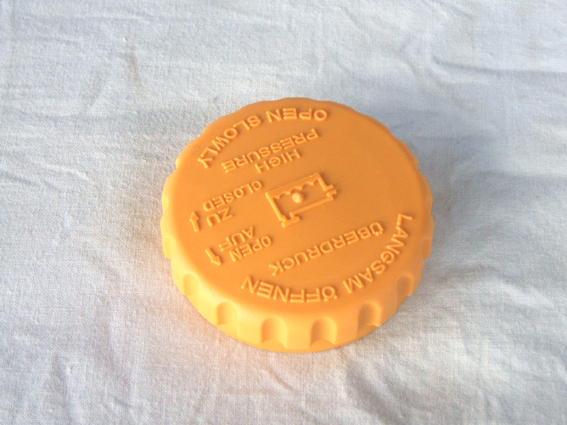 OPEN SLOWLY
HIGH
PRESSURE
CLOSED
ZU
OPEN
AUF
ÜBERDRUCK
LANGSAM ÖFFNEN